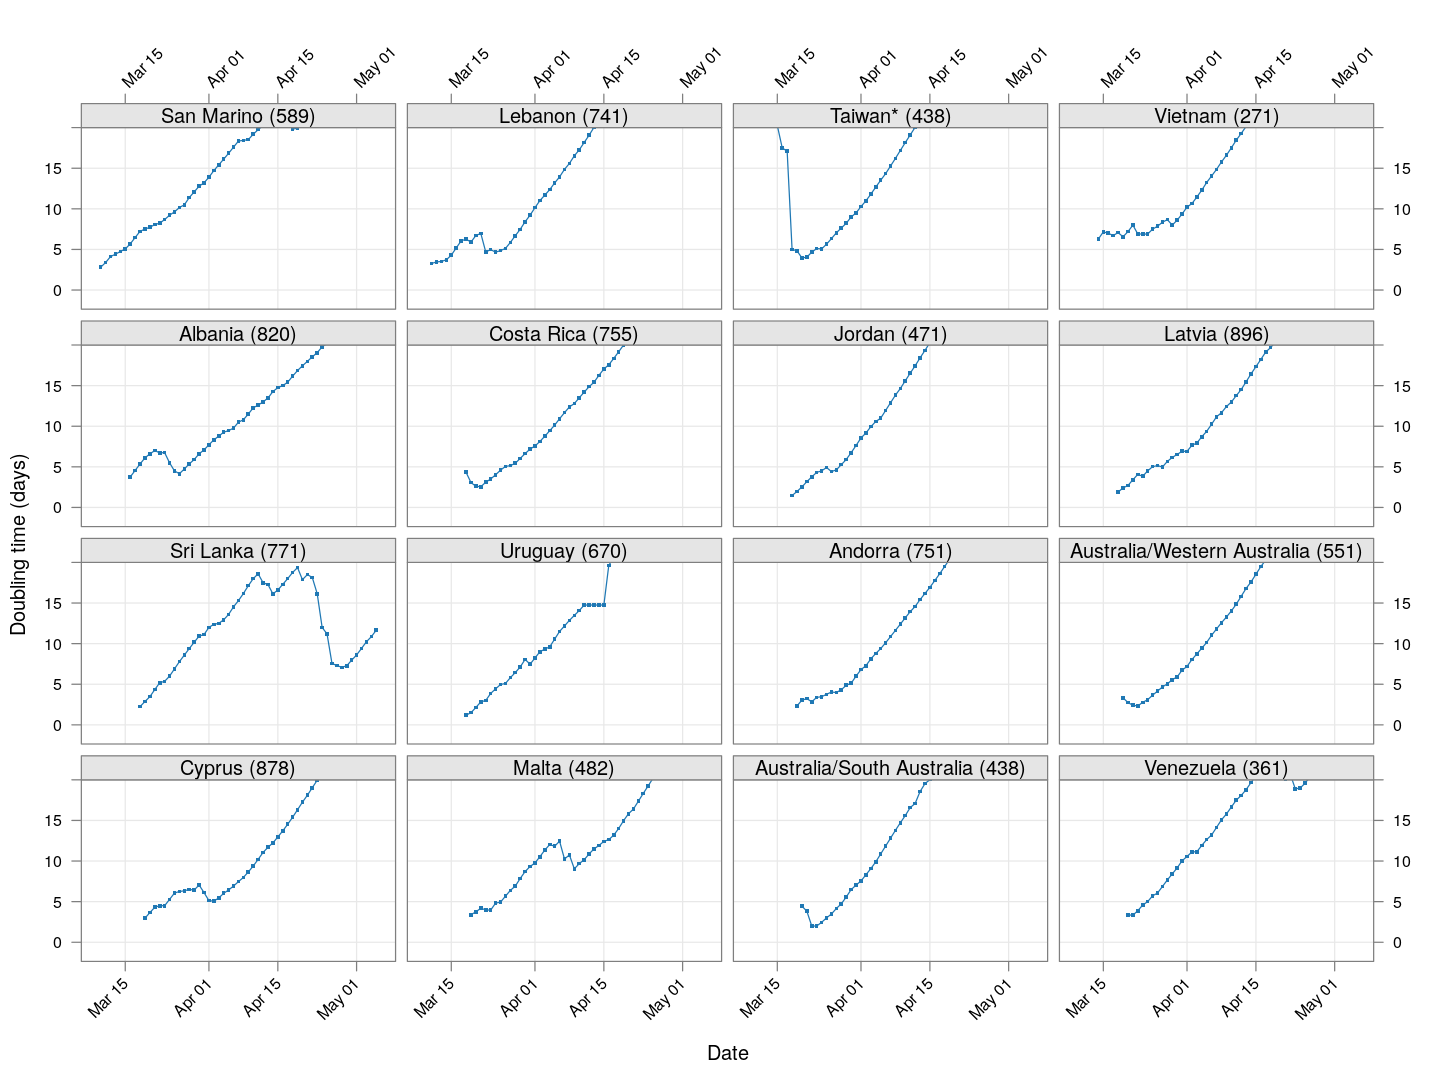 Mar 15 Apr 01 Apr 15 May 01 Mar 15 Apr 01 Apr 15 May 01 Mar 15 Apr 01 Apr 15 May 01 Mar 15 Apr 01 Apr 15 May 01
San Marino (589) Lebanon (741) Taiwan* (438) Vietnam (271)
15 15
10 10
5 5
0 0
Albania (820) Costa Rica (755) Jordan (471) Latvia (896)
15 15
10 10
5 5
0 0
Doubling time (days)
Sri Lanka (771) Uruguay (670) Andorra (751) Australia/Western Australia (551)
15 15
10 10
5 5
0 0
Cyprus (878) Malta (482) Australia/South Australia (438) Venezuela (361)
15 15
10 10
5 5
0 0
Mar 15 Apr 01 Apr 15 May 01 Mar 15 Apr 01 Apr 15 May 01 Mar 15 Apr 01 Apr 15 May 01 Mar 15 Apr 01 Apr 15 May 01
Date